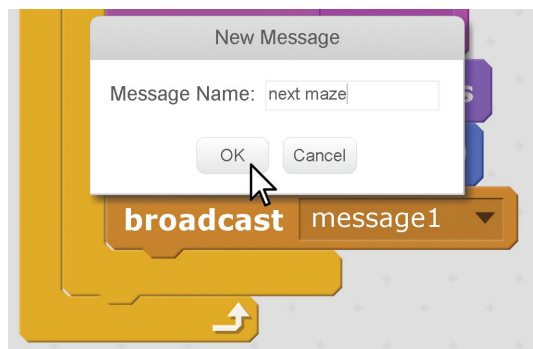 New Message
Message Name: next maze
s
OK Cancel
broadcast message1